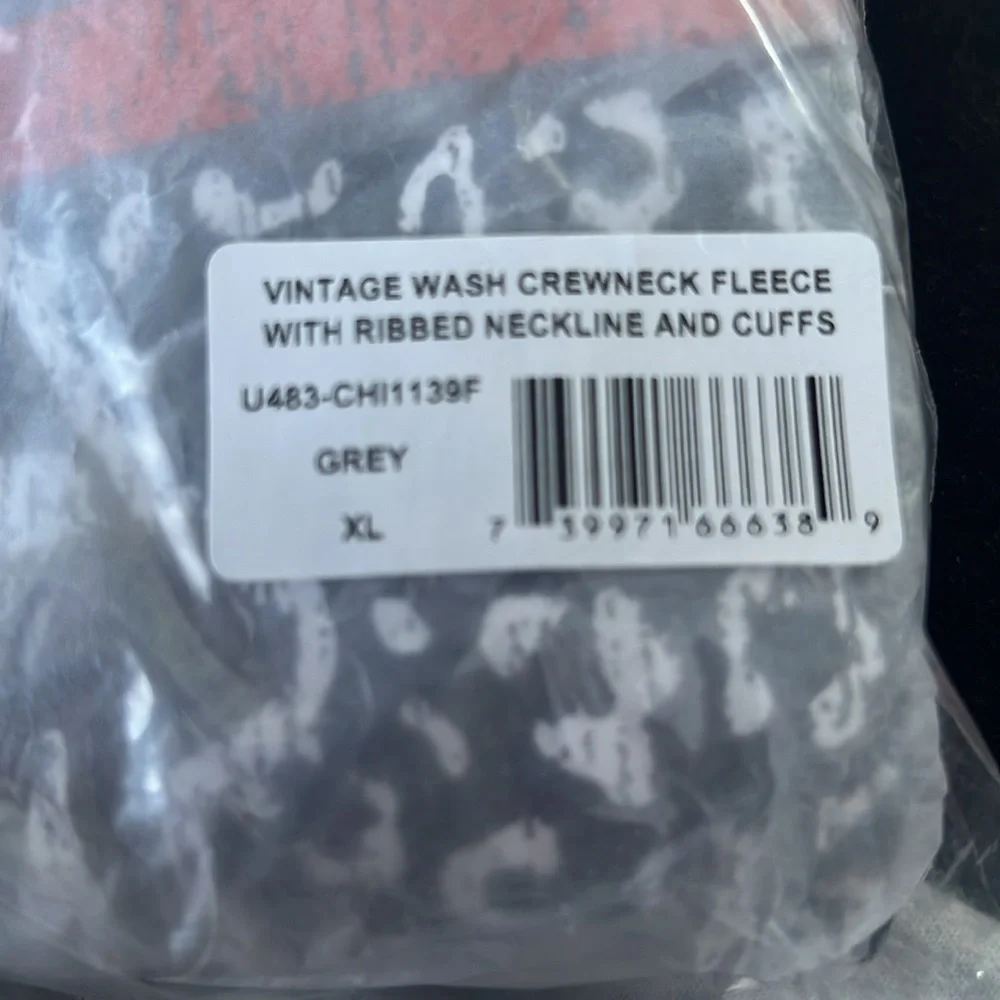 VINTAGE WASH CREWNECK FLEECE
WITH RIBBED NECKLINE AND CUFFS
U483-CHI1139F
GREY
XL
7 39971 66638 9